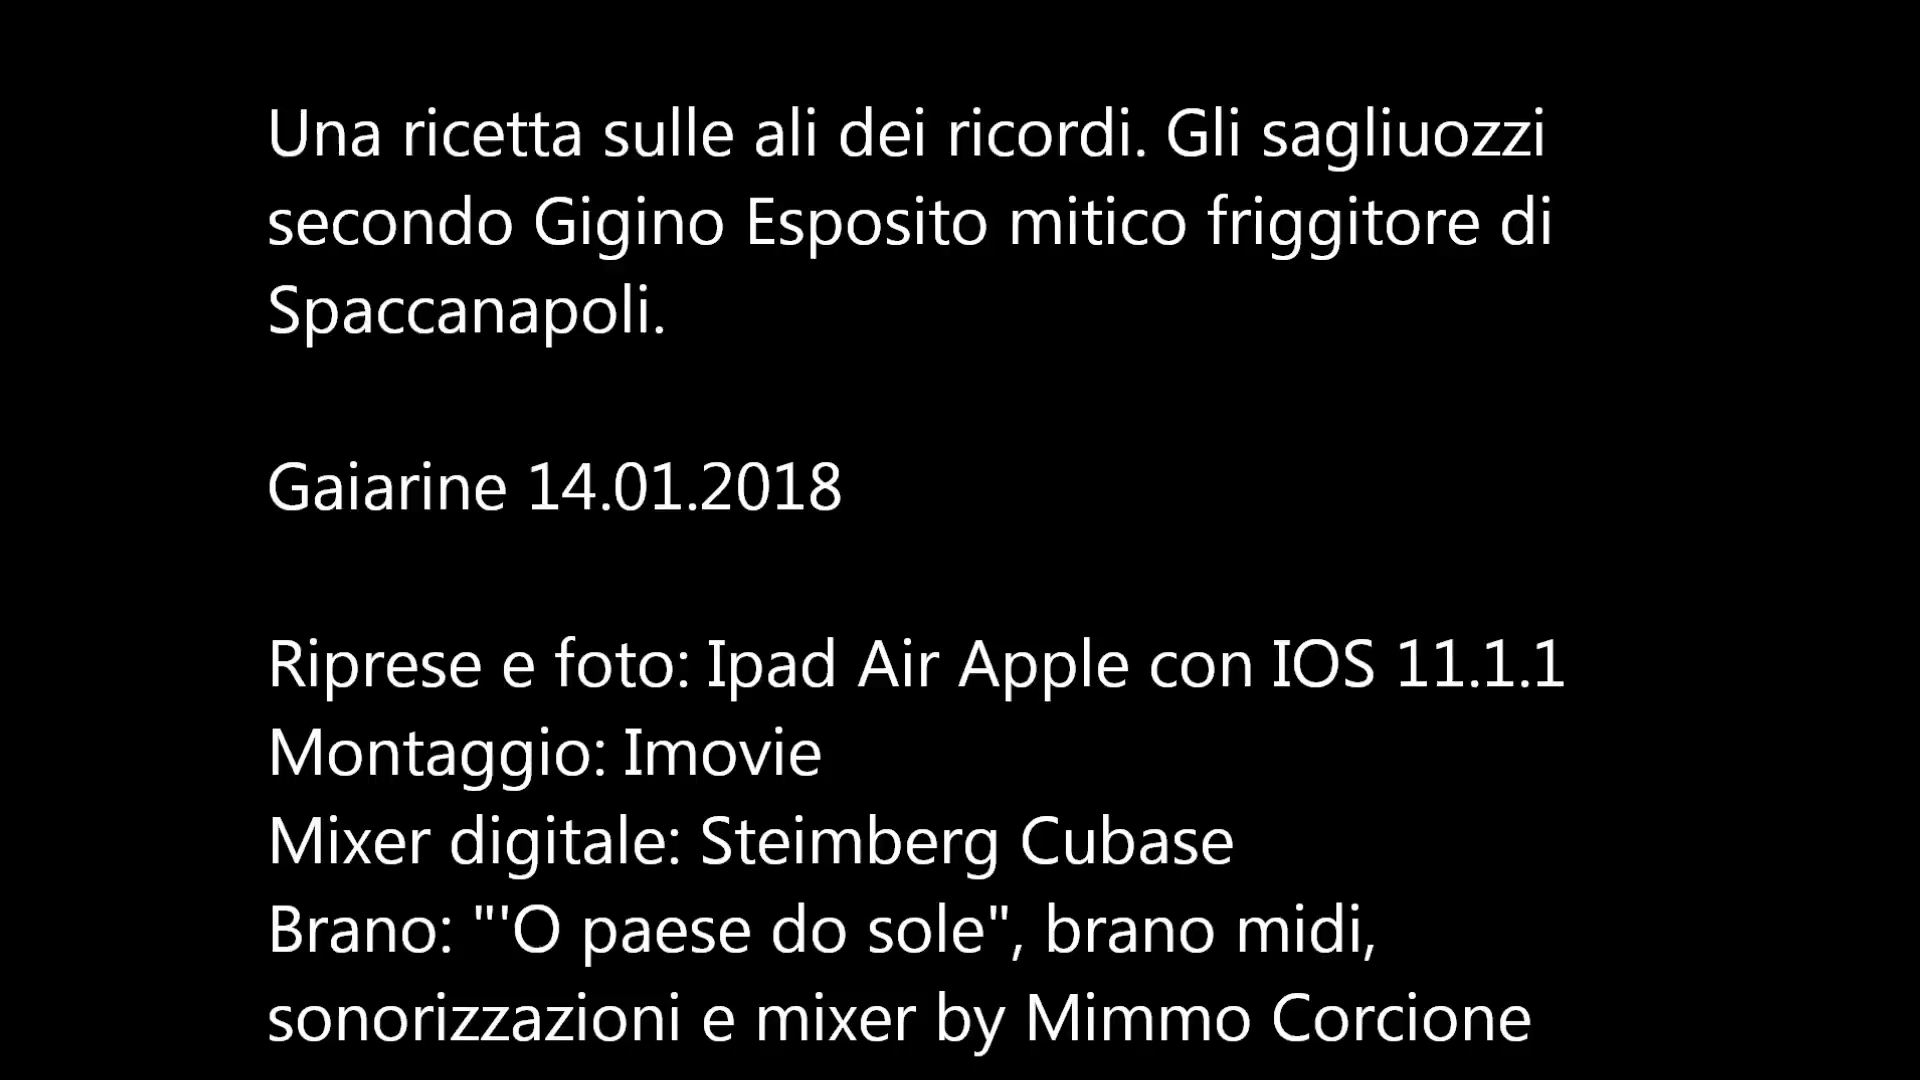 Una ricetta sulle ali dei ricordi. Gli sagliuozzi
secondo Gigino Esposito mitico friggitore di
Spaccanapoli.
Gaiarine 14.01.2018
Riprese e foto: Ipad Air Apple con IOS 11.1.1
Montaggio: Imovie
Mixer digitale: Steimberg Cubase
Brano: "'O paese do sole", brano midi,
sonorizzazioni e mixer by Mimmo Corcione